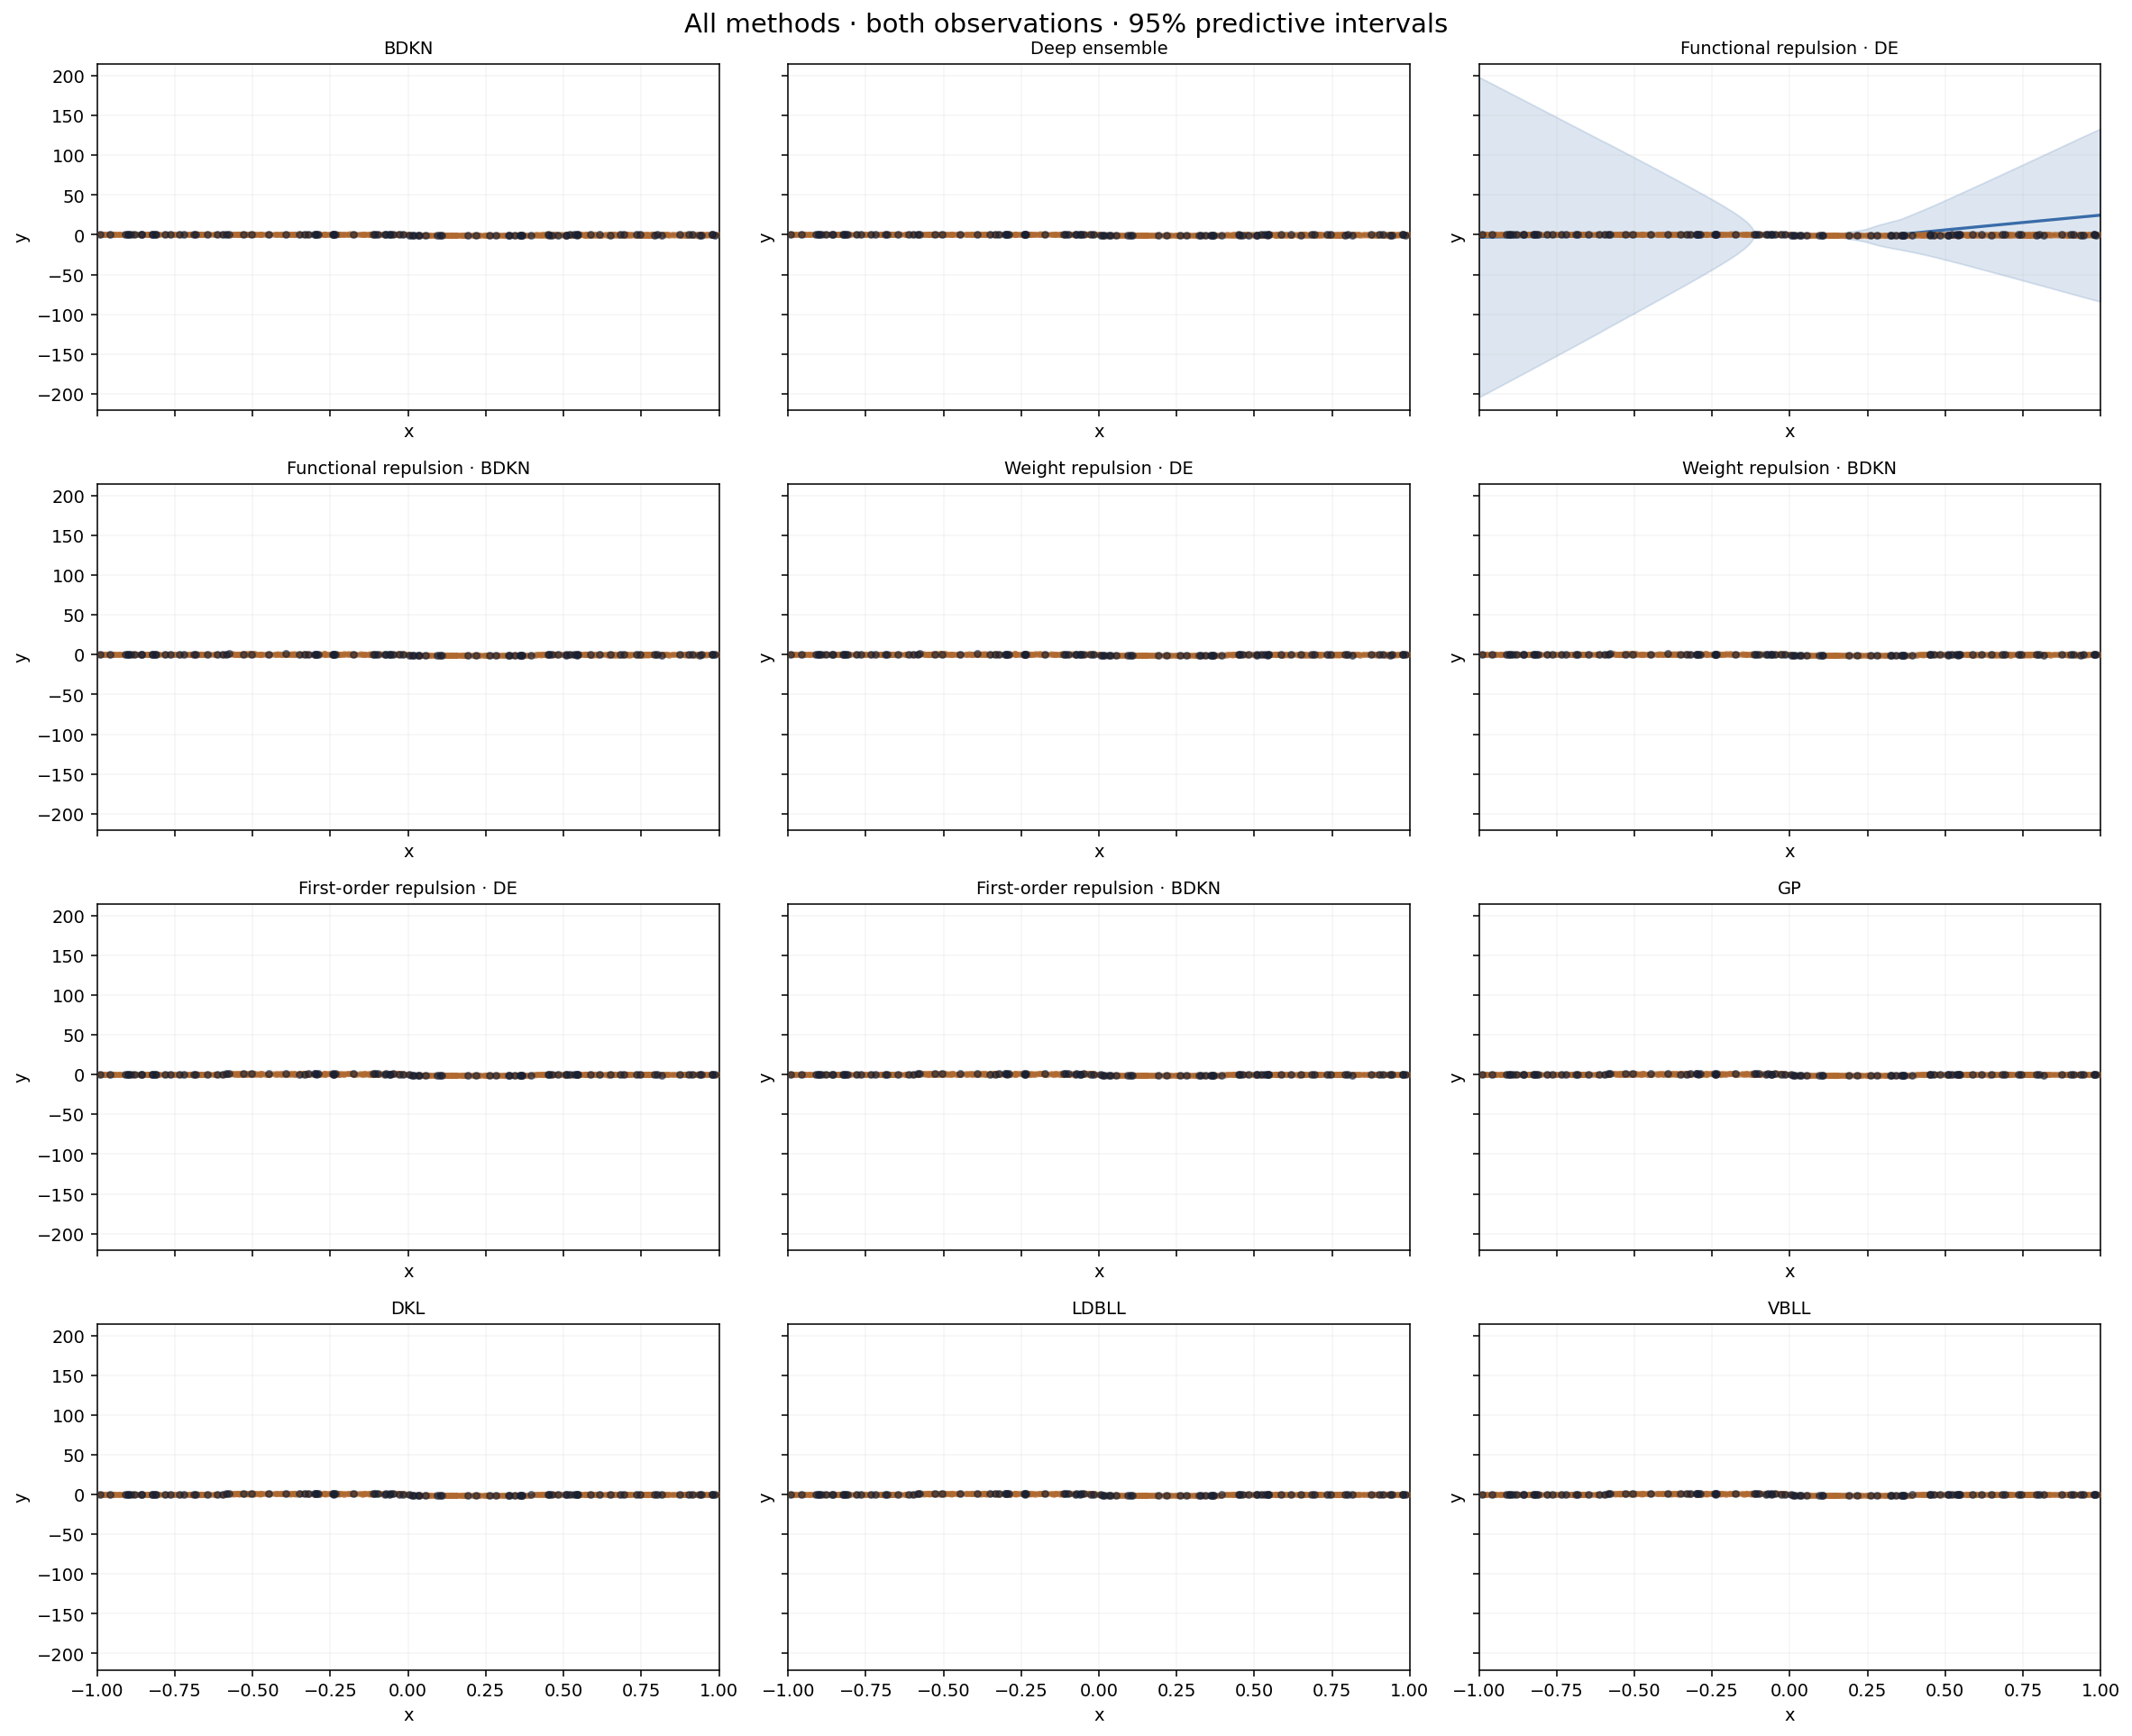 All methods · both observations · 95% predictive intervals
BDKN
Deep ensemble
Functional repulsion · DE
200
150
100
50
0
−50
−100
−150
−200
y
y
y
x
x
x
Functional repulsion · BDKN
Weight repulsion · DE
Weight repulsion · BDKN
200
150
100
50
0
−50
−100
−150
−200
y
y
y
x
x
x
First-order repulsion · DE
First-order repulsion · BDKN
GP
200
150
100
50
0
−50
−100
−150
−200
y
y
y
x
x
x
DKL
LDBLL
VBLL
200
150
100
50
0
−50
−100
−150
−200
y
y
y
−1.00 −0.75 −0.50 −0.25 0.00 0.25 0.50 0.75 1.00
−1.00 −0.75 −0.50 −0.25 0.00 0.25 0.50 0.75 1.00
−1.00 −0.75 −0.50 −0.25 0.00 0.25 0.50 0.75 1.00
x
x
x